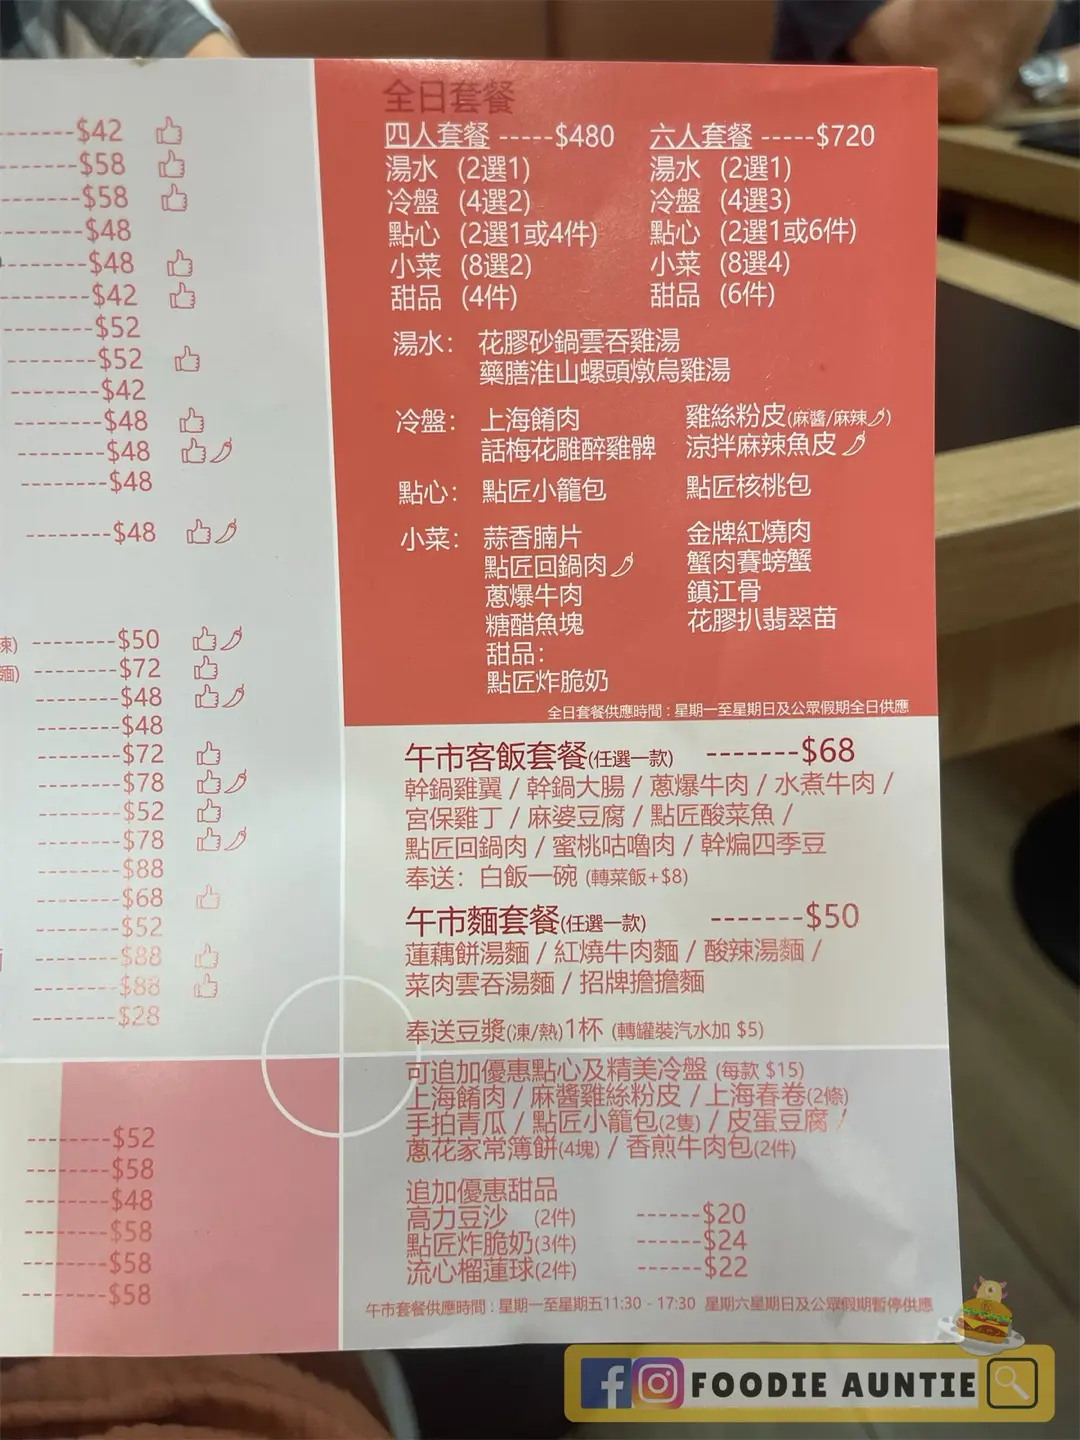 -----$42
-----$58
-----$58
-----$48
-----$48
-----$42
-----$52
-----$52
-----$42
-----$48
-----$48
-----$48
-----$48
辣) -----$50
麵) -----$72
-----$48
-----$48
-----$72
-----$78
-----$52
-----$78
-----$88
-----$68
-----$52
-----$88
-----$88
-----$28
-----$52
-----$58
-----$48
-----$58
-----$58
-----$58
全日套餐
四人套餐 -----$480
湯水 (2選1)
冷盤 (4選2)
點心 (2選1或4件)
小菜 (8選2)
甜品 (4件)
六人套餐 -----$720
湯水 (2選1)
冷盤 (4選3)
點心 (2選1或6件)
小菜 (8選4)
甜品 (6件)
湯水: 花膠砂鍋雲吞雞湯
藥膳淮山螺頭燉烏雞湯
冷盤: 上海餚肉 雞絲粉皮(麻醬/麻辣)
話梅花雕醉雞髀 涼拌麻辣魚皮
點心: 點匠小籠包 點匠核桃包
小菜: 蒜香腩片 金牌紅燒肉
點匠回鍋肉 蟹肉賽螃蟹
蔥爆牛肉 鎮江骨
糖醋魚塊 花膠扒翡翠苗
甜品:
點匠炸脆奶
全日套餐供應時間:星期一至星期日及公眾假期全日供應
午市客飯套餐(任選一款) -------$68
幹鍋雞翼 / 幹鍋大腸 / 蔥爆牛肉 / 水煮牛肉 /
宮保雞丁 / 麻婆豆腐 / 點匠酸菜魚 /
點匠回鍋肉 / 蜜桃咕嚕肉 / 幹煸四季豆
奉送: 白飯一碗 (轉菜飯+$8)
午市麵套餐(任選一款) -------$50
蓮藕餅湯麵 / 紅燒牛肉麵 / 酸辣湯麵 /
菜肉雲吞湯麵 / 招牌擔擔麵
奉送豆漿(凍/熱)1杯 (轉罐裝汽水加 $5)
可追加優惠點心及精美冷盤 (每款 $15)
上海餚肉 / 麻醬雞絲粉皮 / 上海春卷(2條)
手拍青瓜 / 點匠小籠包(2隻) / 皮蛋豆腐 /
蔥花家常簿餅(4塊) / 香煎牛肉包(2件)
追加優惠甜品
高力豆沙 (2件) ------$20
點匠炸脆奶(3件) ------$24
流心榴蓮球(2件) ------$22
午市套餐供應時間:星期一至星期五11:30 - 17:30 星期六星期日及公眾假期暫停供應
FOODIE AUNTIE